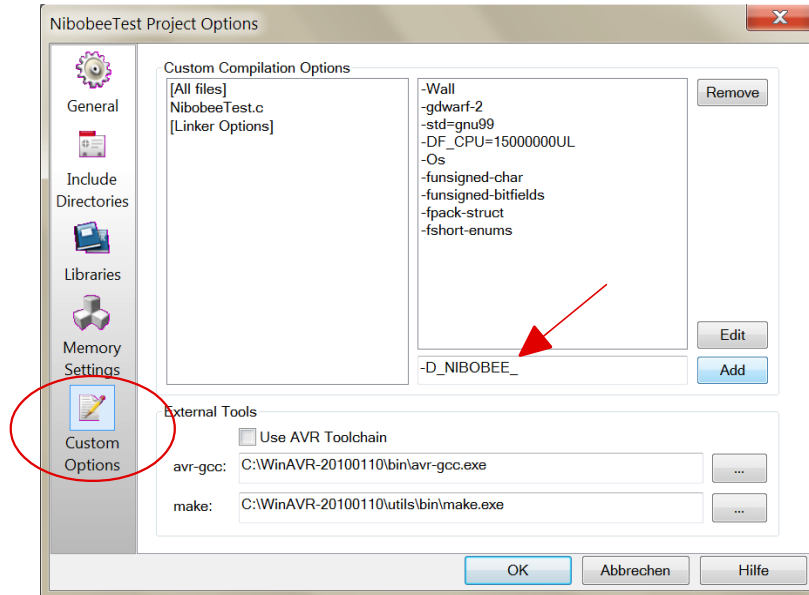 NibobeeTest Project Options
General
Include
Directories
Libraries
Memory
Settings
Custom
Options
Custom Compilation Options
[All files]
NibobeeTest.c
[Linker Options]
-Wall
-gdwarf-2
-std=gnu99
-DF_CPU=15000000UL
-Os
-funsigned-char
-funsigned-bitfields
-fpack-struct
-fshort-enums
Remove
Edit
-D_NIBOBEE_
Add
External Tools
Use AVR Toolchain
avr-gcc: C:\WinAVR-20100110\bin\avr-gcc.exe ...
make: C:\WinAVR-20100110\utils\bin\make.exe ...
OK Abbrechen Hilfe